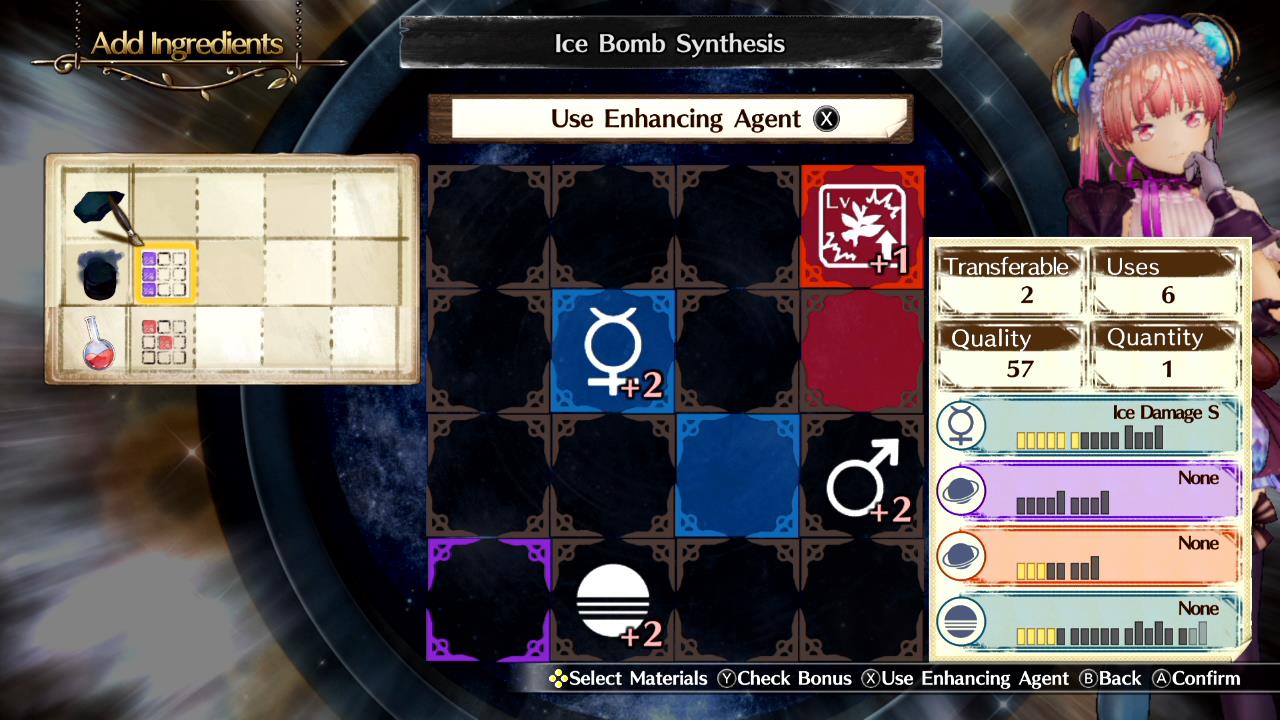 Add Ingredients
Ice Bomb Synthesis
Use Enhancing Agent X
Lv
+1
+2
+2
+2
Transferable
2
Uses
6
Quality
57
Quantity
1
Ice Damage S
None
None
None
Select Materials Y Check Bonus X Use Enhancing Agent B Back A Confirm